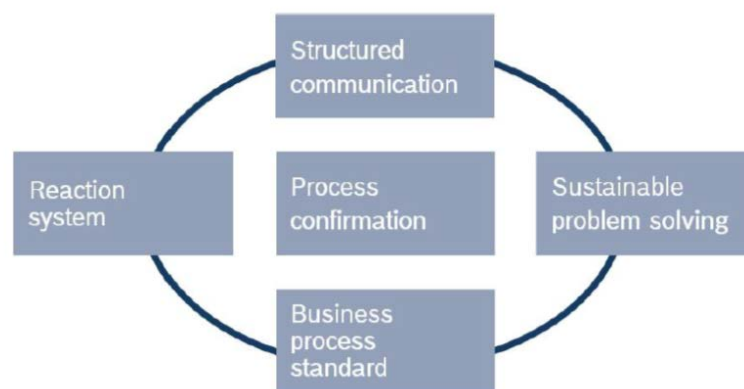 Structured
communication
Reaction
system
Process
confirmation
Sustainable
problem solving
Business
process
standard